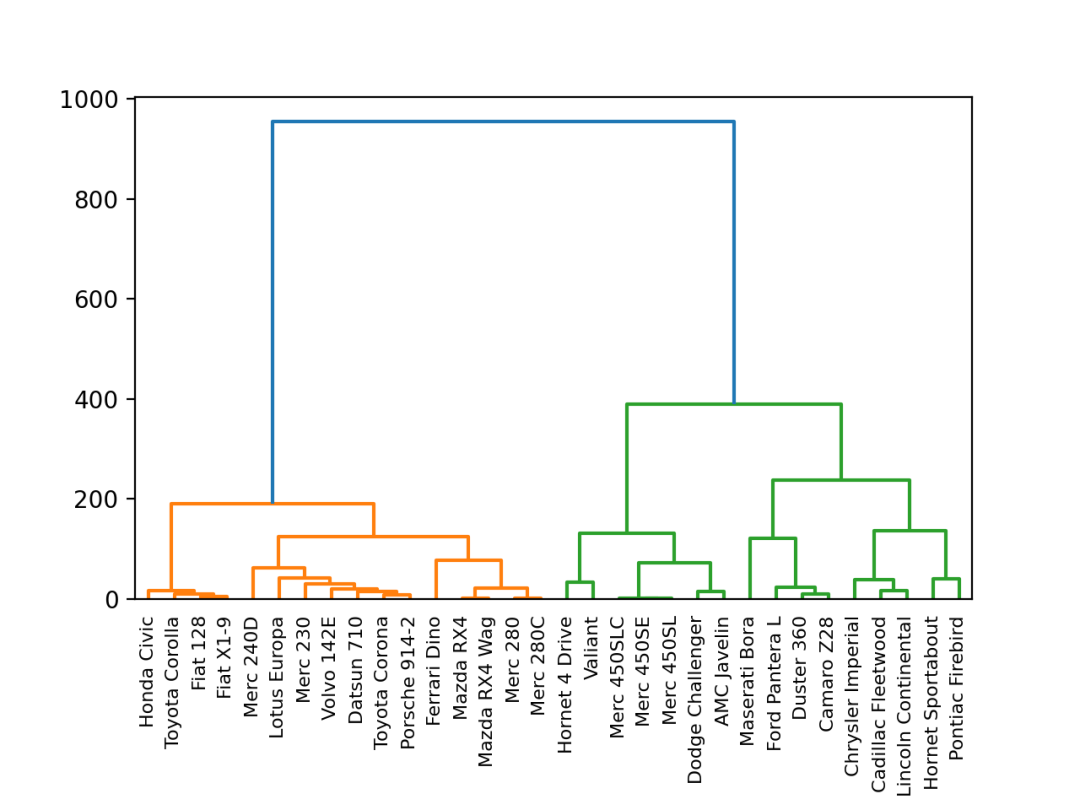 1000
800
600
400
200
0
Honda Civic
Toyota Corolla
Fiat 128
Fiat X1-9
Merc 240D
Lotus Europa
Merc 230
Volvo 142E
Datsun 710
Toyota Corona
Porsche 914-2
Ferrari Dino
Mazda RX4
Mazda RX4 Wag
Merc 280
Merc 280C
Hornet 4 Drive
Valiant
Merc 450SLC
Merc 450SE
Merc 450SL
Dodge Challenger
AMC Javelin
Maserati Bora
Ford Pantera L
Duster 360
Camaro Z28
Chrysler Imperial
Cadillac Fleetwood
Lincoln Continental
Hornet Sportabout
Pontiac Firebird